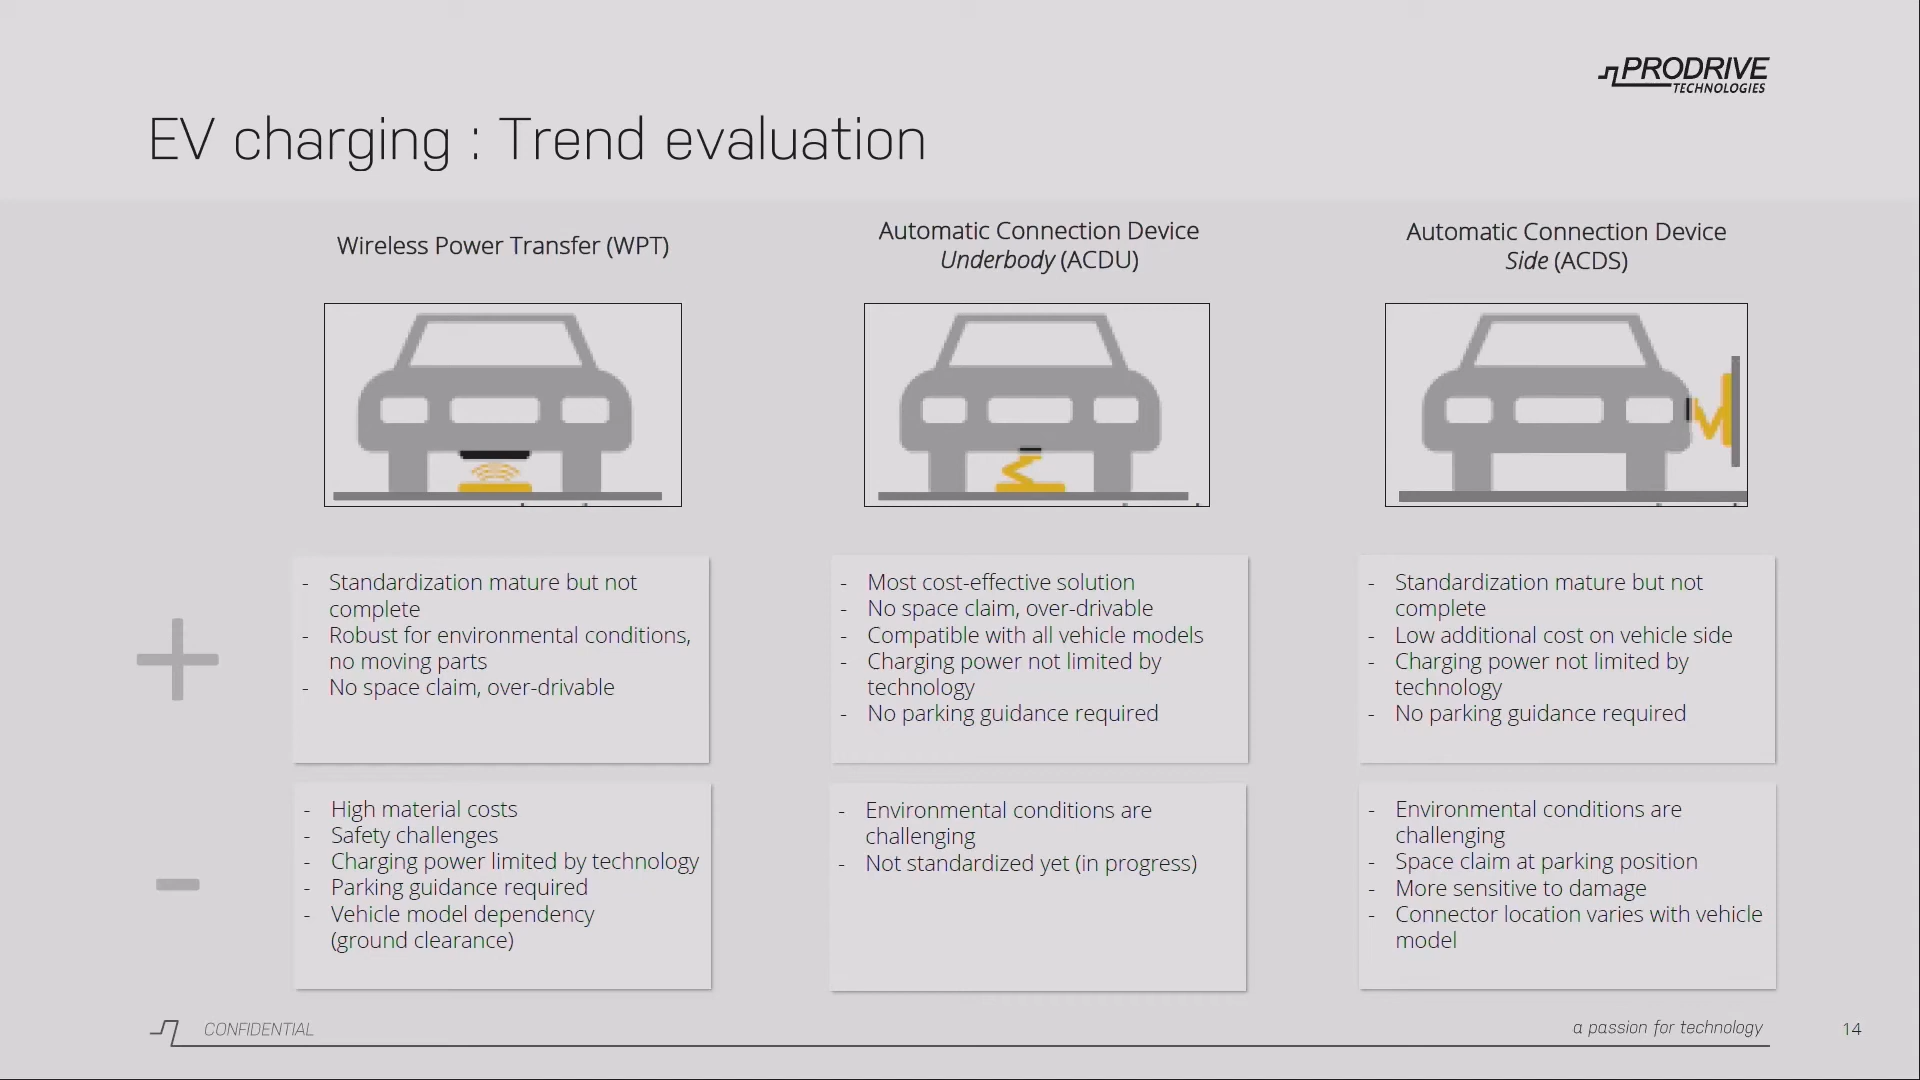 PRODRIVE
TECHNOLOGIES
EV charging : Trend evaluation
Wireless Power Transfer (WPT)
Automatic Connection Device
Underbody (ACDU)
Automatic Connection Device
Side (ACDS)
- Standardization mature but not
complete
- Robust for environmental conditions,
no moving parts
- No space claim, over-drivable
- Most cost-effective solution
- No space claim, over-drivable
- Compatible with all vehicle models
- Charging power not limited by
technology
- No parking guidance required
- Standardization mature but not
complete
- Low additional cost on vehicle side
- Charging power not limited by
technology
- No parking guidance required
- High material costs
- Safety challenges
- Charging power limited by technology
- Parking guidance required
- Vehicle model dependency
(ground clearance)
- Environmental conditions are
challenging
- Not standardized yet (in progress)
- Environmental conditions are
challenging
- Space claim at parking position
- More sensitive to damage
- Connector location varies with vehicle
model
CONFIDENTIAL
a passion for technology
14